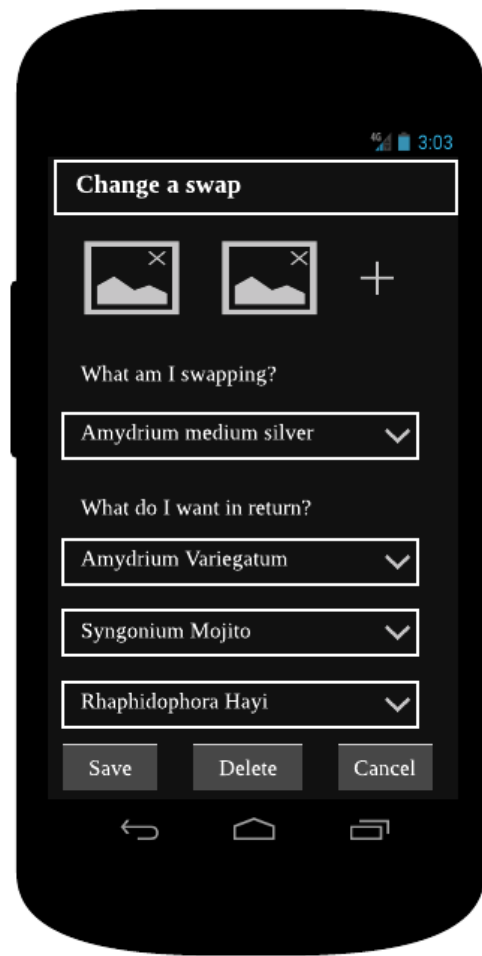 4G 3:03
Change a swap
What am I swapping?
Amydrium medium silver
What do I want in return?
Amydrium Variegatum
Syngonium Mojito
Rhaphidophora Hayi
Save Delete Cancel